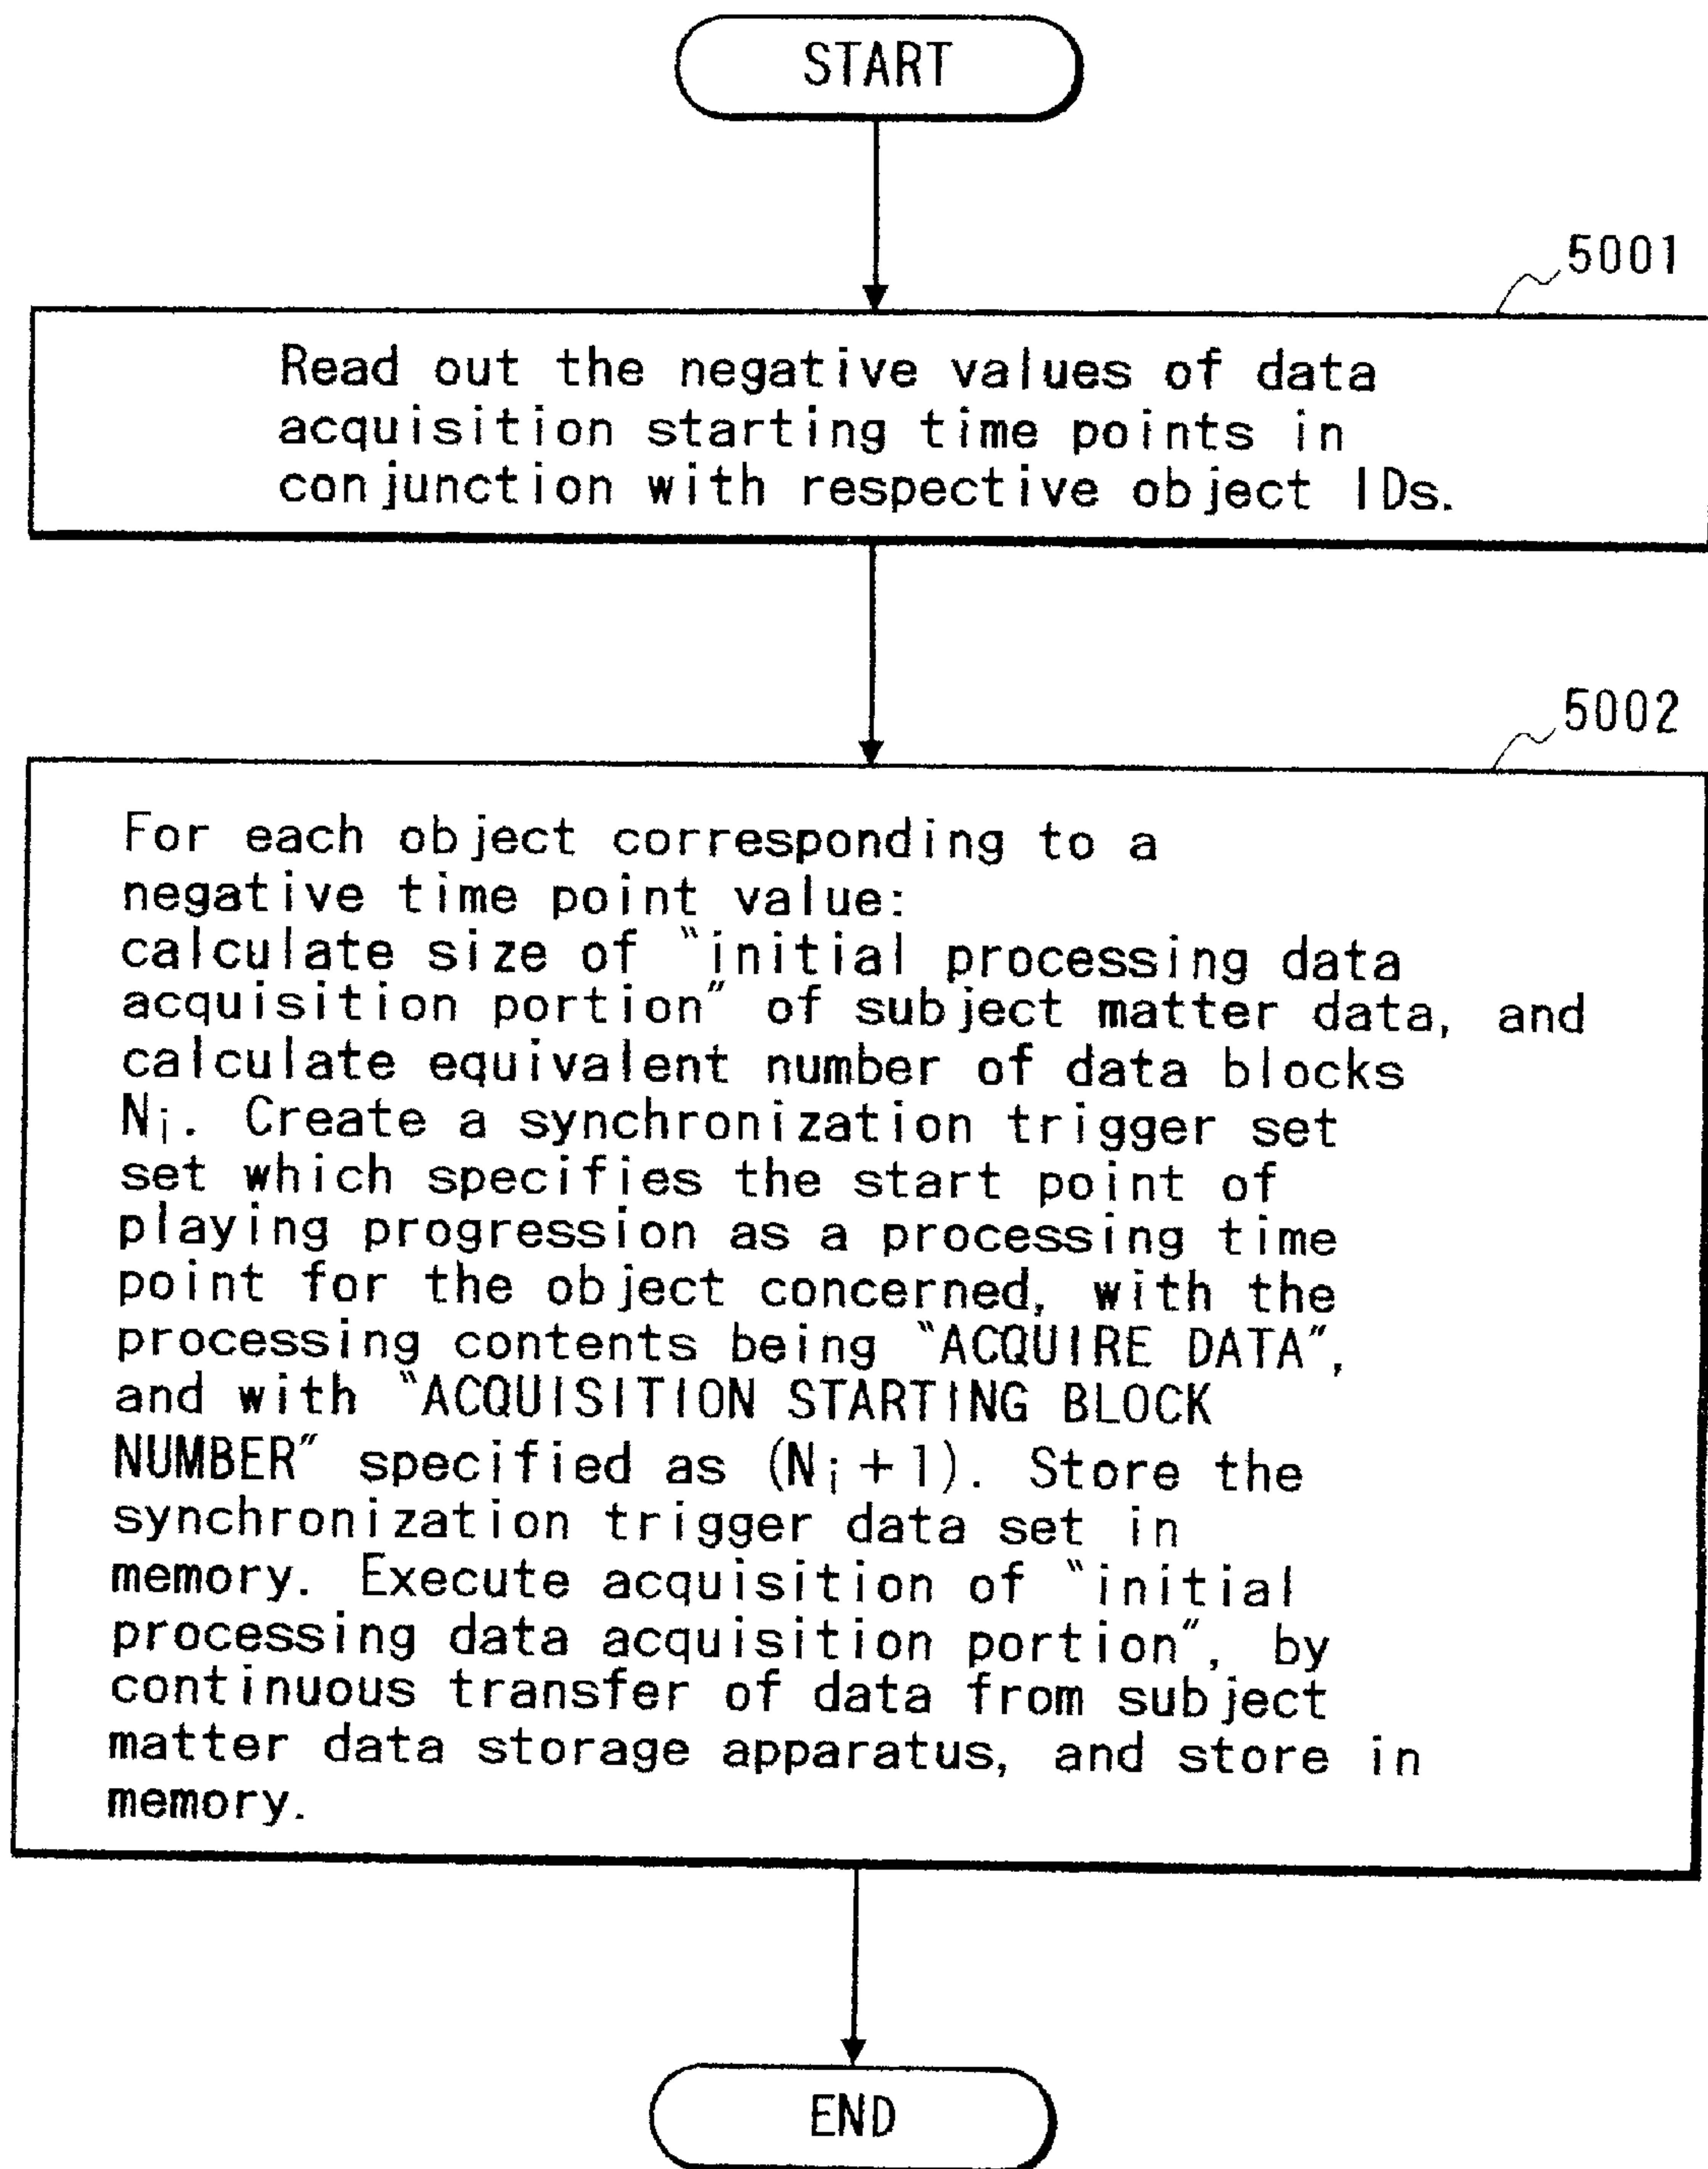 START
5001
Read out the negative values of data
acquisition starting time points in
conjunction with respective object IDs.
5002
For each object corresponding to a
negative time point value:
calculate size of "initial processing data
acquisition portion" of subject matter data, and
calculate equivalent number of data blocks
Ni. Create a synchronization trigger set
set which specifies the start point of
playing progression as a processing time
point for the object concerned, with the
processing contents being "ACQUIRE DATA",
and with "ACQUISITION STARTING BLOCK
NUMBER" specified as (Ni+1). Store the
synchronization trigger data set in
memory. Execute acquisition of "initial
processing data acquisition portion", by
continuous transfer of data from subject
matter data storage apparatus, and store in
memory.
END